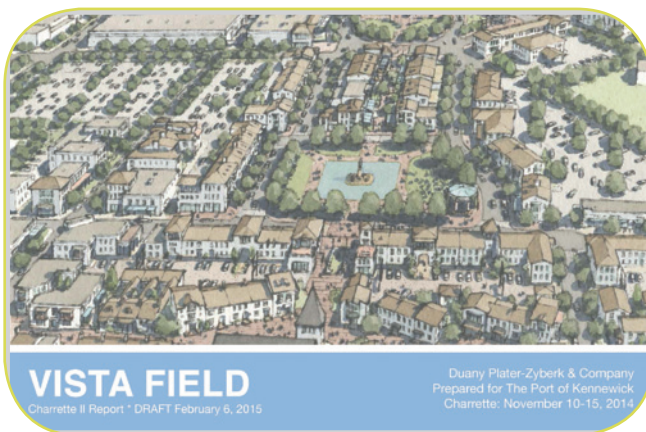 VISTA FIELD
Charrette II Report * DRAFT February 6, 2015
Duany Plater-Zyberk & Company
Prepared for The Port of Kennewick
Charrette: November 10-15, 2014